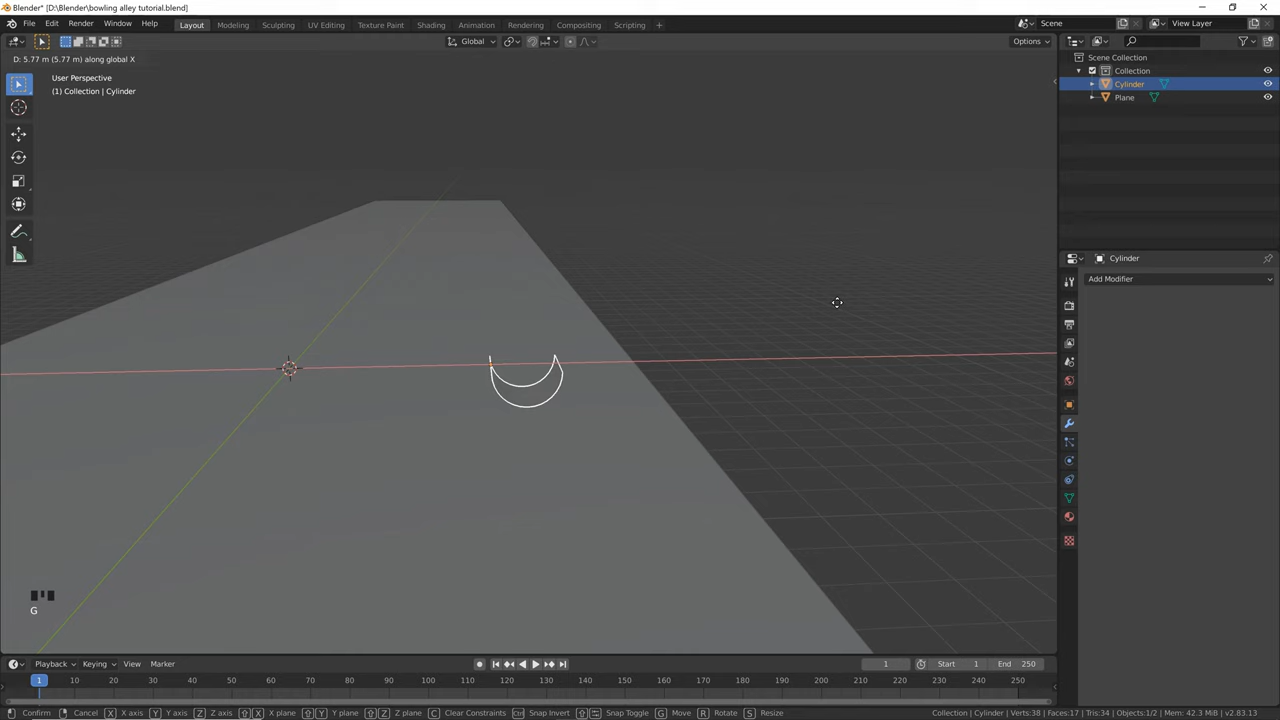 Blender* [D:\Blender\bowling alley tutorial.blend]
File Edit Render Window Help Layout Modeling Sculpting UV Editing Texture Paint Shading Animation Rendering Compositing Scripting + Scene View Layer
Global Options
D: 5.77 m (5.77 m) along global X
User Perspective
(1) Collection | Cylinder
Scene Collection
Collection
Cylinder
Plane
Cylinder
Add Modifier
G
Playback Keying View Marker 1 Start 1 End 250
1 10 20 30 40 50 60 70 80 90 100 110 120 130 140 150 160 170 180 190 200 210 220 230 240 250
Confirm Cancel X X axis Y Y axis Z Z axis X X plane Y Y plane Z Z plane C Clear Constraints Ctrl Snap Invert Snap Toggle G Move R Rotate S Resize Collection | Cylinder | Verts:38 | Faces:17 | Tris:34 | Objects:1/2 | Mem: 42.3 MiB | v2.83.13